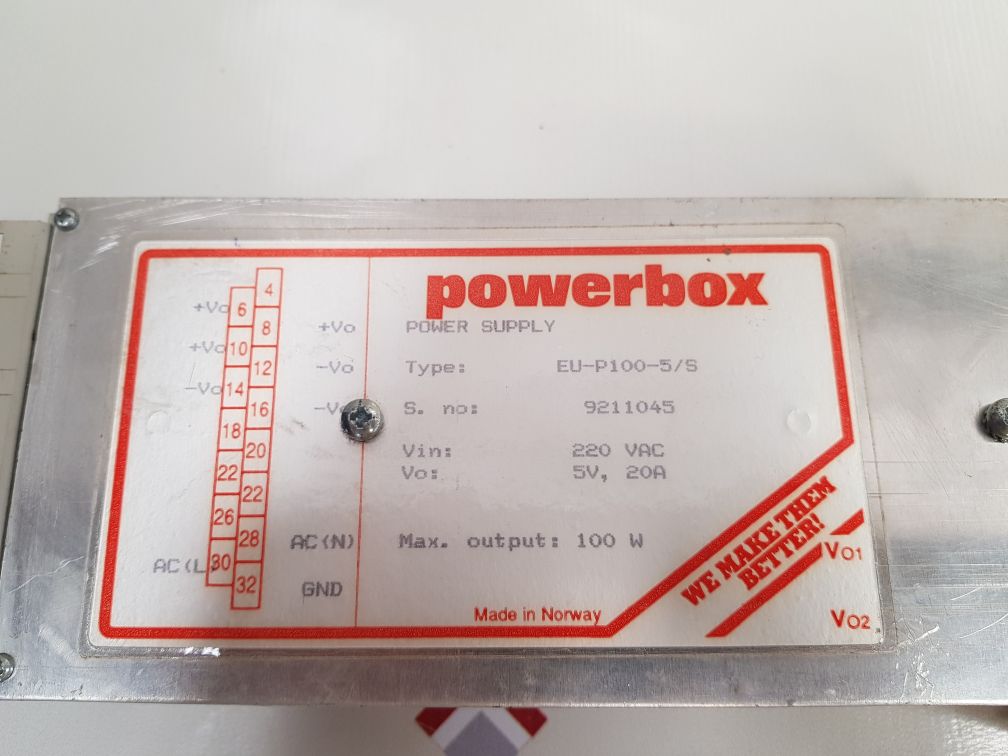 powerbox
POWER SUPPLY
Type: EU-P100-5/S
S. no: 9211045
Vin: 220 VAC
Vo: 5V, 20A
Max. output: 100 W
Made in Norway
WE MAKE THEM
BETTER!
Vo1
Vo2
4
+Vo 6
8 +Vo
+Vo 10
12 -Vo
-Vo 14
16 -Vo
18
20
22
22
26
28 AC(N)
AC(L) 30
32 GND